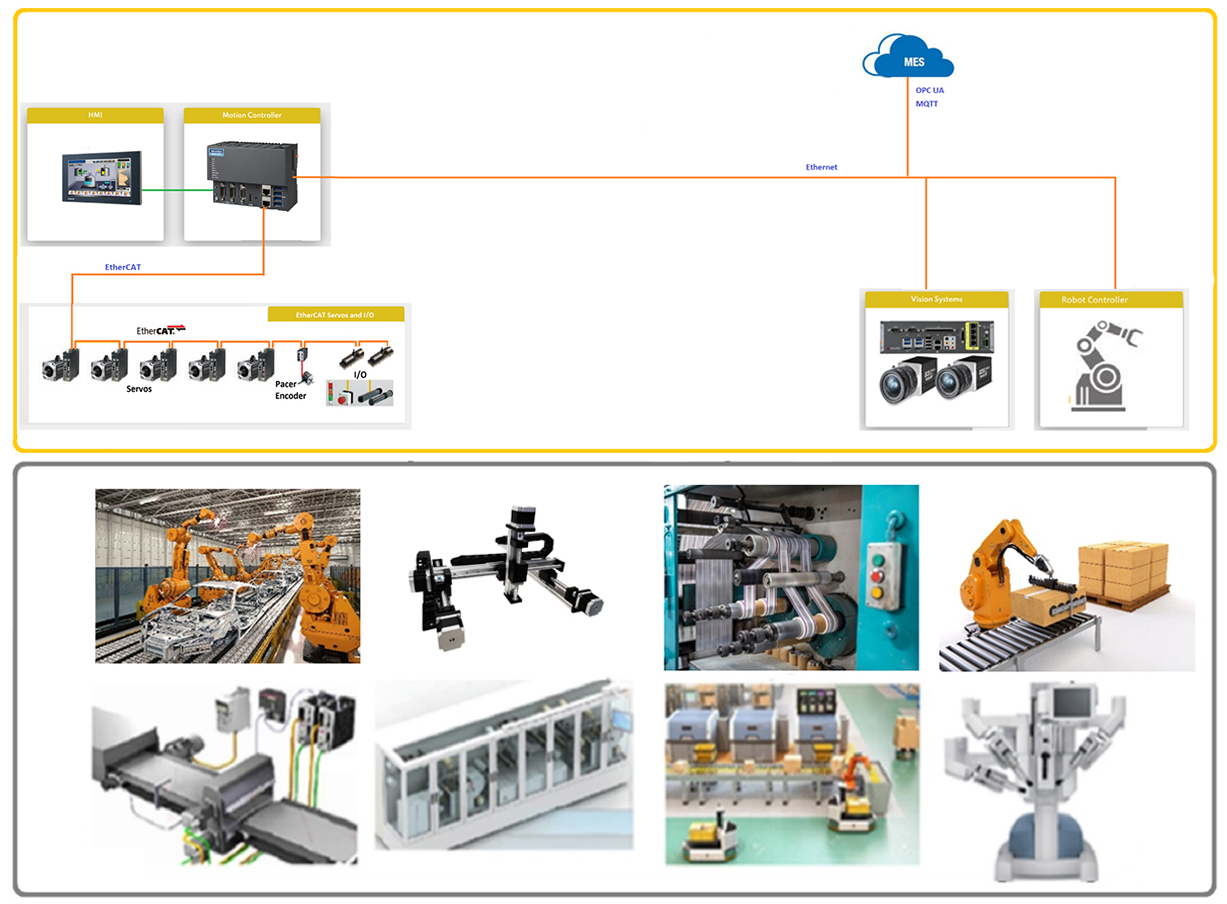 MES
OPC UA
MQTT
HMI
Motion Controller
Ethernet
EtherCAT
EtherCAT Servos and I/O
EtherCAT
Servos
Pacer
Encoder
I/O
Vision Systems
Robot Controller